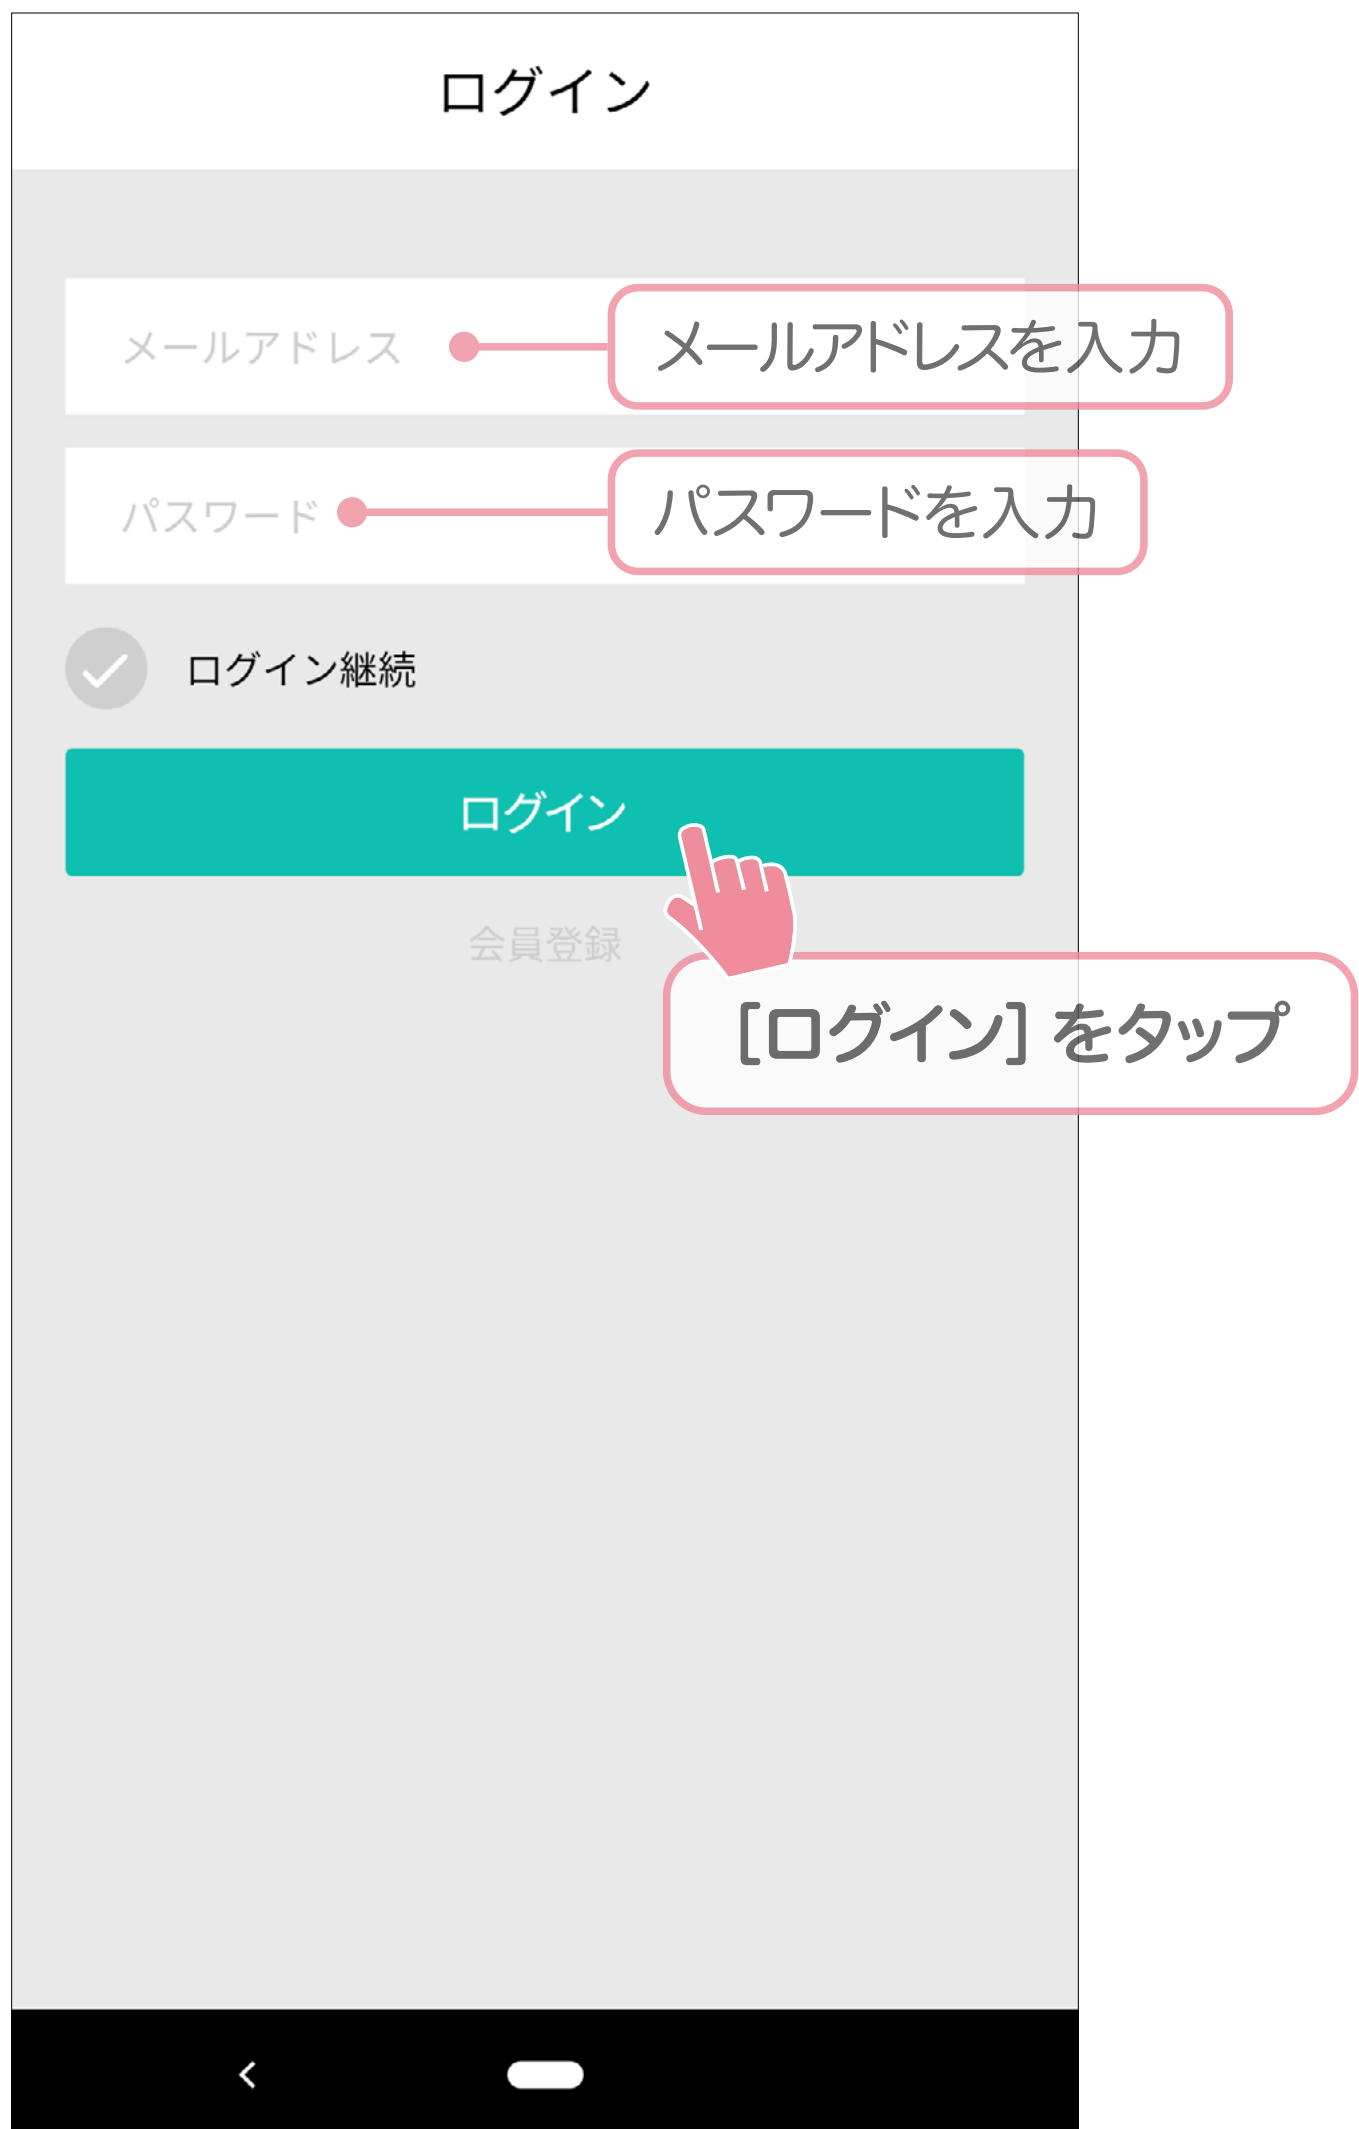 ログイン
メールアドレス
メールアドレスを入力
パスワード
パスワードを入力
ログイン継続
ログイン
会員登録
[ログイン] をタップ